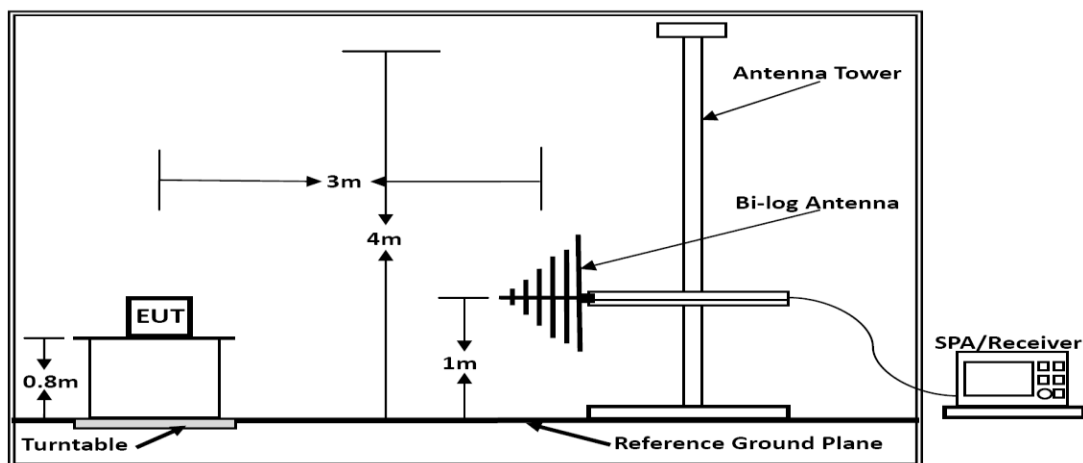 Antenna Tower
3m
Bi-log Antenna
4m
EUT
SPA/Receiver
1m
0.8m
Turntable
Reference Ground Plane